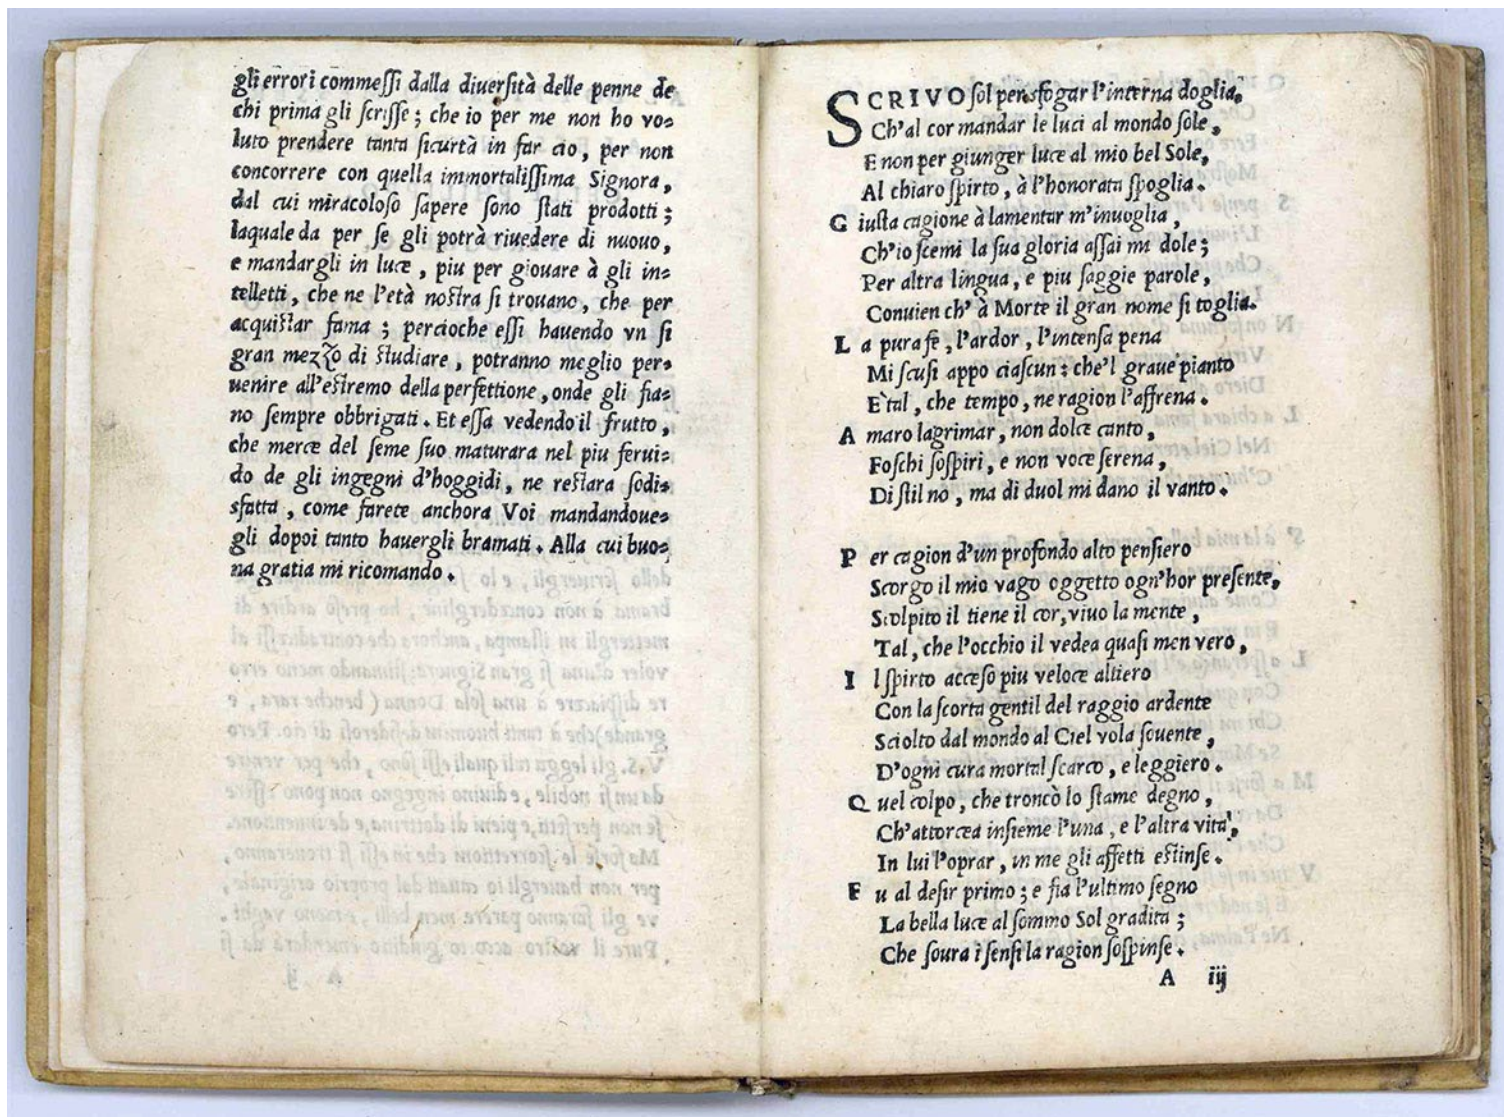 gli errori commessi dalla diversità delle penne de
chi prima gli scrisse; che io per me non ho vo=
luto prendere tanta sicurtà in far cio, per non
concorrere con quella immortalissima Signora,
dal cui miracoloso sapere sono stati prodotti;
laquale da per se gli potrà riuedere di nuouo,
e mandargli in luce, piu per giouare à gli in=
telletti, che ne l'età nostra si trouano, che per
acquistar fama; percioche essi hauendo vn si
gran mezzo di studiare, potranno meglio per=
uenire all'estremo della perfettione, onde gli fia=
no sempre obbrigati. Et essa vedendo il frutto,
che merce del seme suo maturara nel piu ferui=
do de gli ingegni d'hoggidi, ne restara sodi=
sfatta, come farete anchora Voi mandandoue=
gli dopoi tanto hauergli bramati. Alla cui buo=
na gratia mi ricomando.
SCRIVO sol per sfogar l'interna doglia,
Ch'al cor mandar le luci al mondo sole,
E non per giunger luce al mio bel Sole,
Al chiaro spirto, à l'honorata spoglia.
G iusta cagione à lamentar m'inuoglia,
Ch'io scemi la sua gloria assai mi dole;
Per altra lingua, e piu saggie parole,
Conuien ch' à Morte il gran nome si toglia.
L a pura fe, l'ardor, l'intensa pena
Mi scusi appo ciascun: che'l graue pianto
E'tal, che tempo, ne ragion l'affrena.
A maro lagrimar, non dolce canto,
Foschi sospiri, e non voce serena,
Di stil no, ma di duol mi dano il vanto.
P er cagion d'un profondo alto pensiero
Scorgo il mio vago oggetto ogn'hor presente,
Scolpito il tiene il cor, viuo la mente,
Tal, che l'occhio il vedea quasi men vero,
I l spirto acceso piu veloce altiero
Con la scorta gentil del raggio ardente
Sciolto dal mondo al Ciel vola souente,
D'ogni cura mortal scarco, e leggiero.
Q uel colpo, che troncò lo stame degno,
Ch'attorcea insieme l'una, e l'altra vita,
In lui l'oprar, in me gli affetti estinse.
F u al desir primo; e fia l'ultimo segno
La bella luce al sommo Sol gradita;
Che soura i sensi la ragion sospinse.
A iij